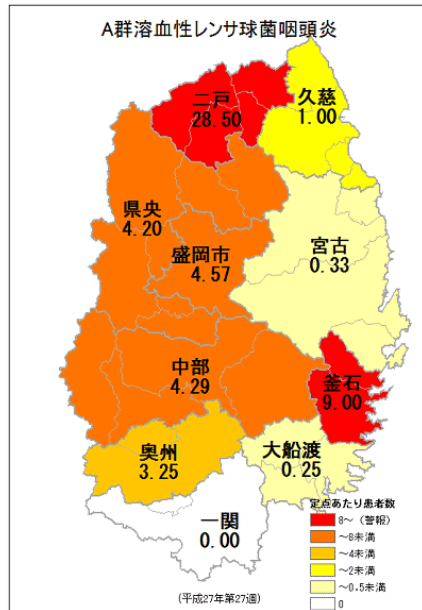 A群溶血性レンサ球菌咽頭炎
二戸
28.50
久慈
1.00
県央
4.20
盛岡市
4.57
宮古
0.33
中部
4.29
釜石
9.00
奥州
3.25
大船渡
0.25
一関
0.00
定点あたり患者数
8～（警報）
～8未満
～4未満
～2未満
～0.5未満
0
(平成27年第27週)